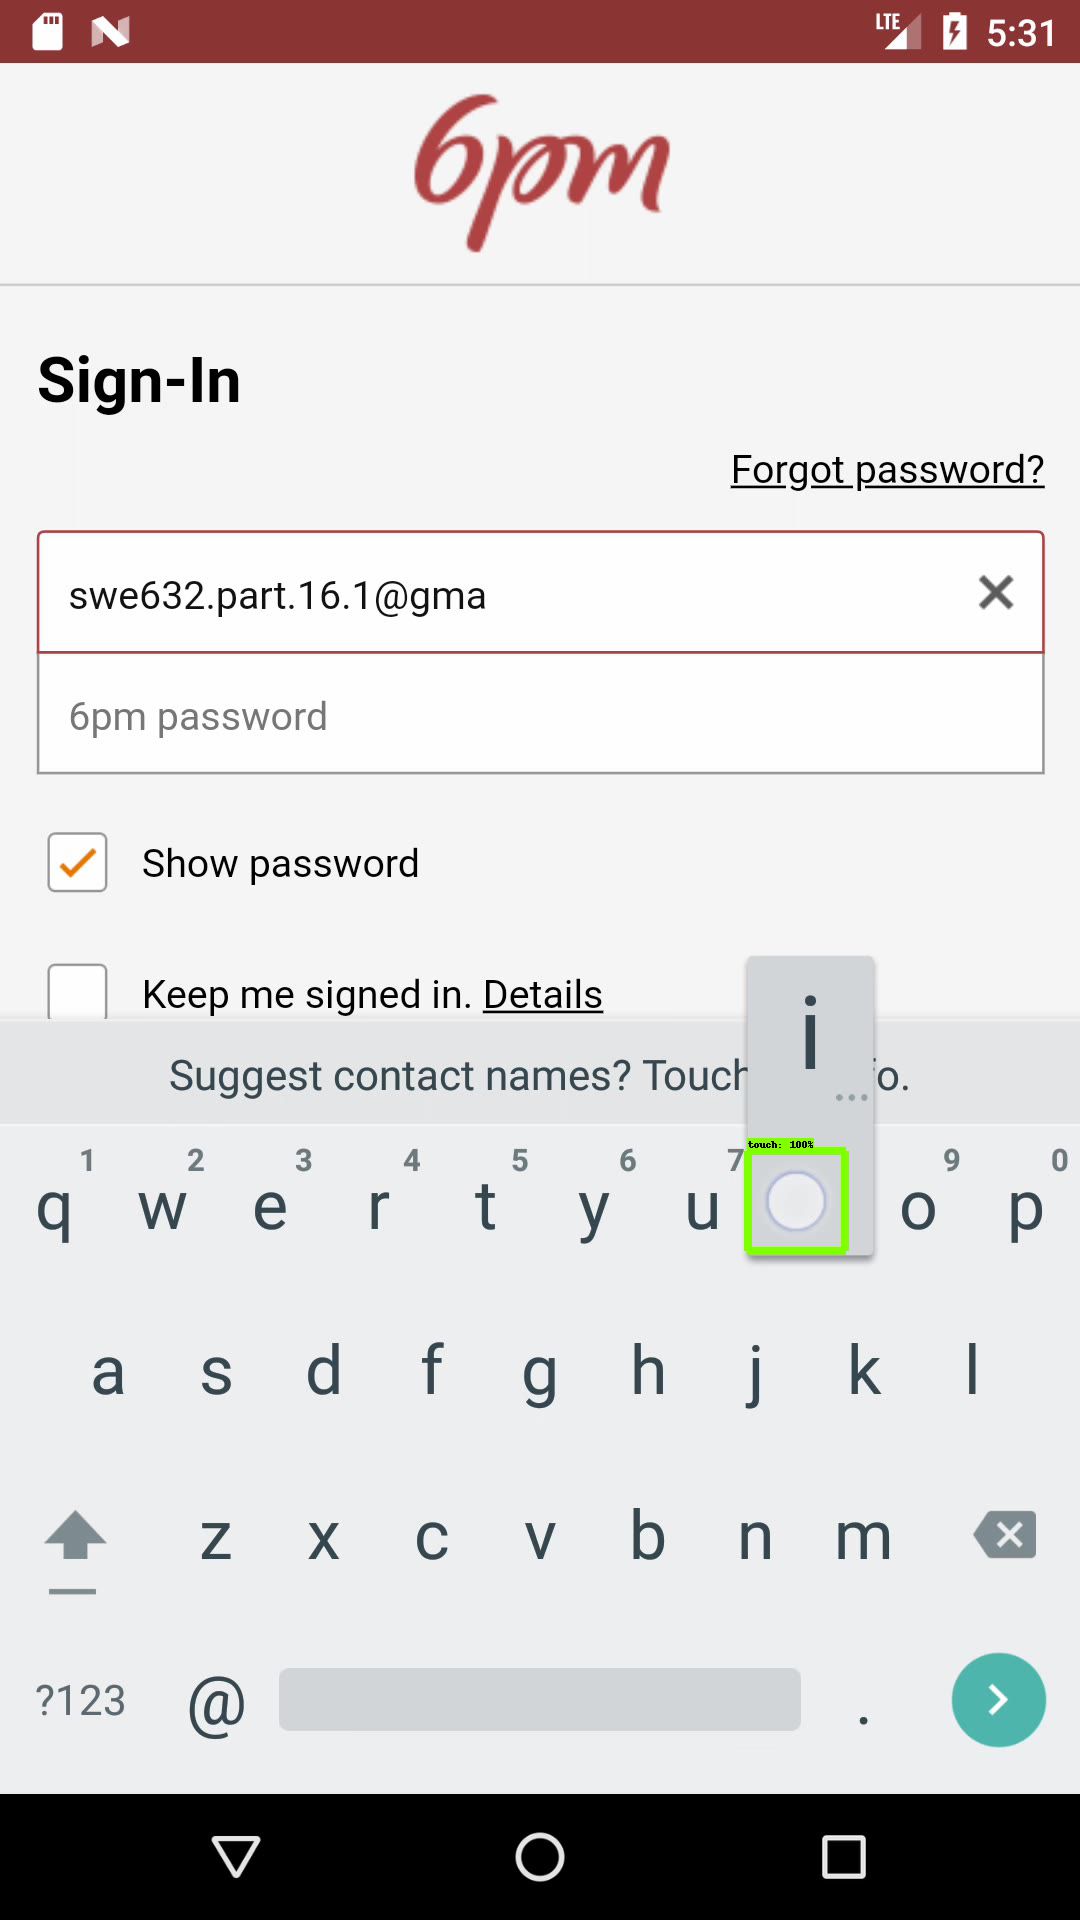 LTE 5:31
6pm
Sign-In
Forgot password?
swe632.part.16.1@gma
6pm password
Show password
Keep me signed in. Details
i
...
Suggest contact names? Touch fo.
touch: 100%
1 2 3 4 5 6 7 9 0
q w e r t y u o p
a s d f g h j k l
z x c v b n m
?123 @ .